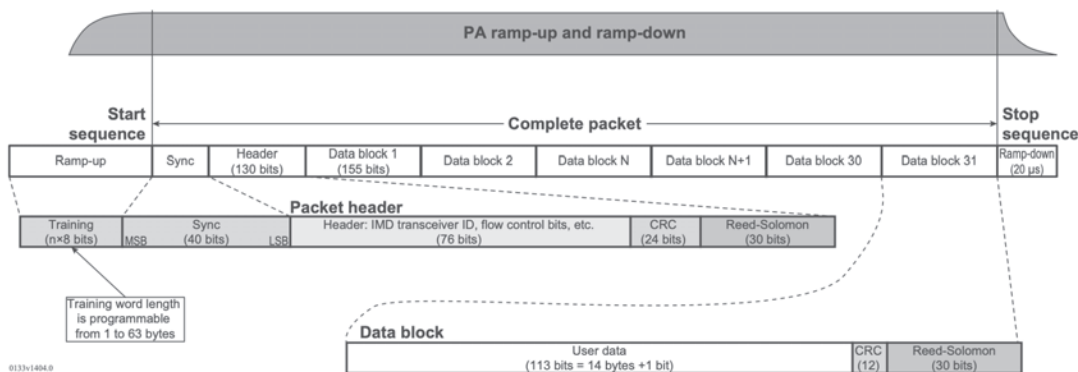 PA ramp-up and ramp-down
Start
sequence
Complete packet
Stop
sequence
Ramp-up
Sync
Header
(130 bits)
Data block 1
(155 bits)
Data block 2
Data block N
Data block N+1
Data block 30
Data block 31
Ramp-down
(20 µs)
Packet header
Training
(n×8 bits)
MSB
Sync
(40 bits)
LSB
Header: IMD transceiver ID, flow control bits, etc.
(76 bits)
CRC
(24 bits)
Reed-Solomon
(30 bits)
Training word length
is programmable
from 1 to 63 bytes
Data block
User data
(113 bits = 14 bytes +1 bit)
CRC
(12)
Reed-Solomon
(30 bits)
0133v1404.0